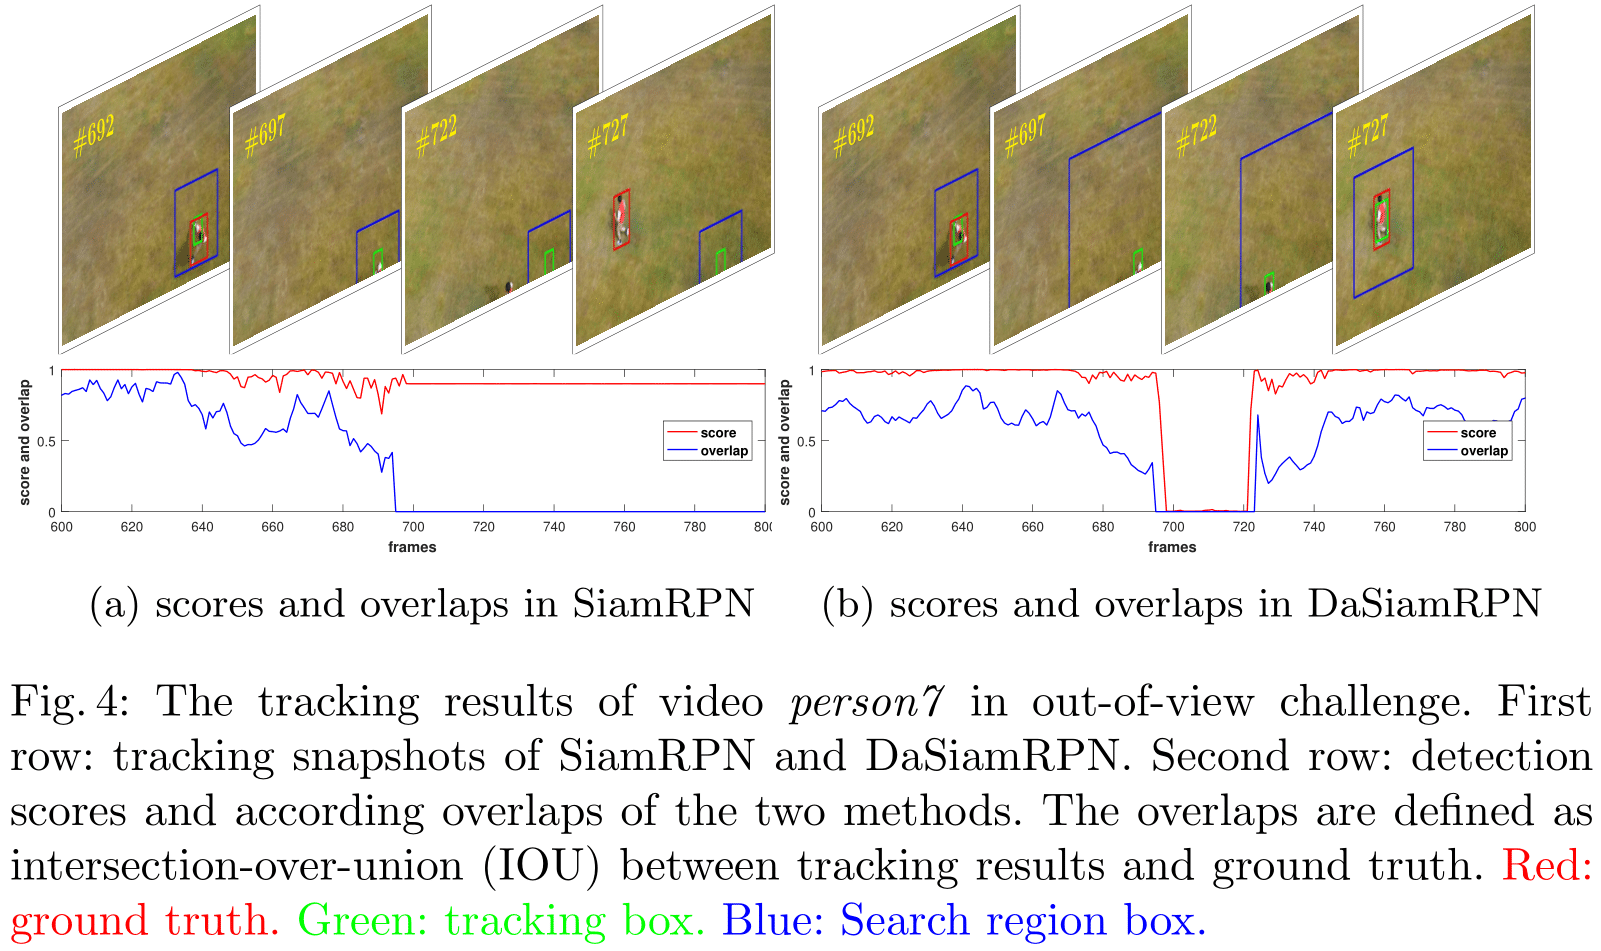 #692
#697
#722
#727
#692
#697
#722
#727
score and overlap
1
0.5
0
score
overlap
600 620 640 660 680 700 720 740 760 780 800
frames
score and overlap
1
0.5
0
score
overlap
600 620 640 660 680 700 720 740 760 780 800
frames
(a) scores and overlaps in SiamRPN
(b) scores and overlaps in DaSiamRPN
Fig. 4: The tracking results of video person7 in out-of-view challenge. First
row: tracking snapshots of SiamRPN and DaSiamRPN. Second row: detection
scores and according overlaps of the two methods. The overlaps are defined as
intersection-over-union (IOU) between tracking results and ground truth. Red:
ground truth. Green: tracking box. Blue: Search region box.